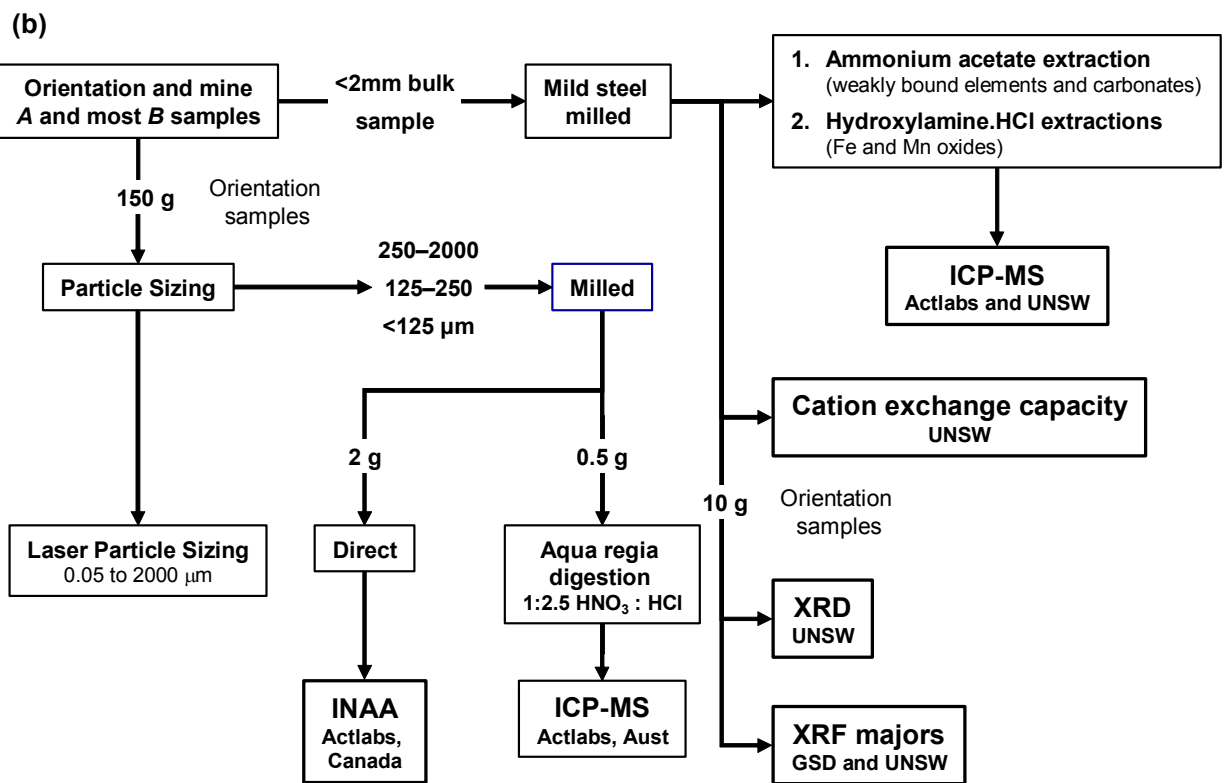 (b)
Orientation and mine
A and most B samples
<2mm bulk
sample
Mild steel
milled
1. Ammonium acetate extraction
(weakly bound elements and carbonates)
2. Hydroxylamine.HCl extractions
(Fe and Mn oxides)
150 g
Orientation
samples
ICP-MS
Actlabs and UNSW
Particle Sizing
250–2000
125–250
<125 µm
Milled
Cation exchange capacity
UNSW
2 g
0.5 g
10 g
Orientation
samples
Laser Particle Sizing
0.05 to 2000 µm
Direct
Aqua regia
digestion
1:2.5 HNO₃ : HCl
XRD
UNSW
INAA
Actlabs,
Canada
ICP-MS
Actlabs, Aust
XRF majors
GSD and UNSW